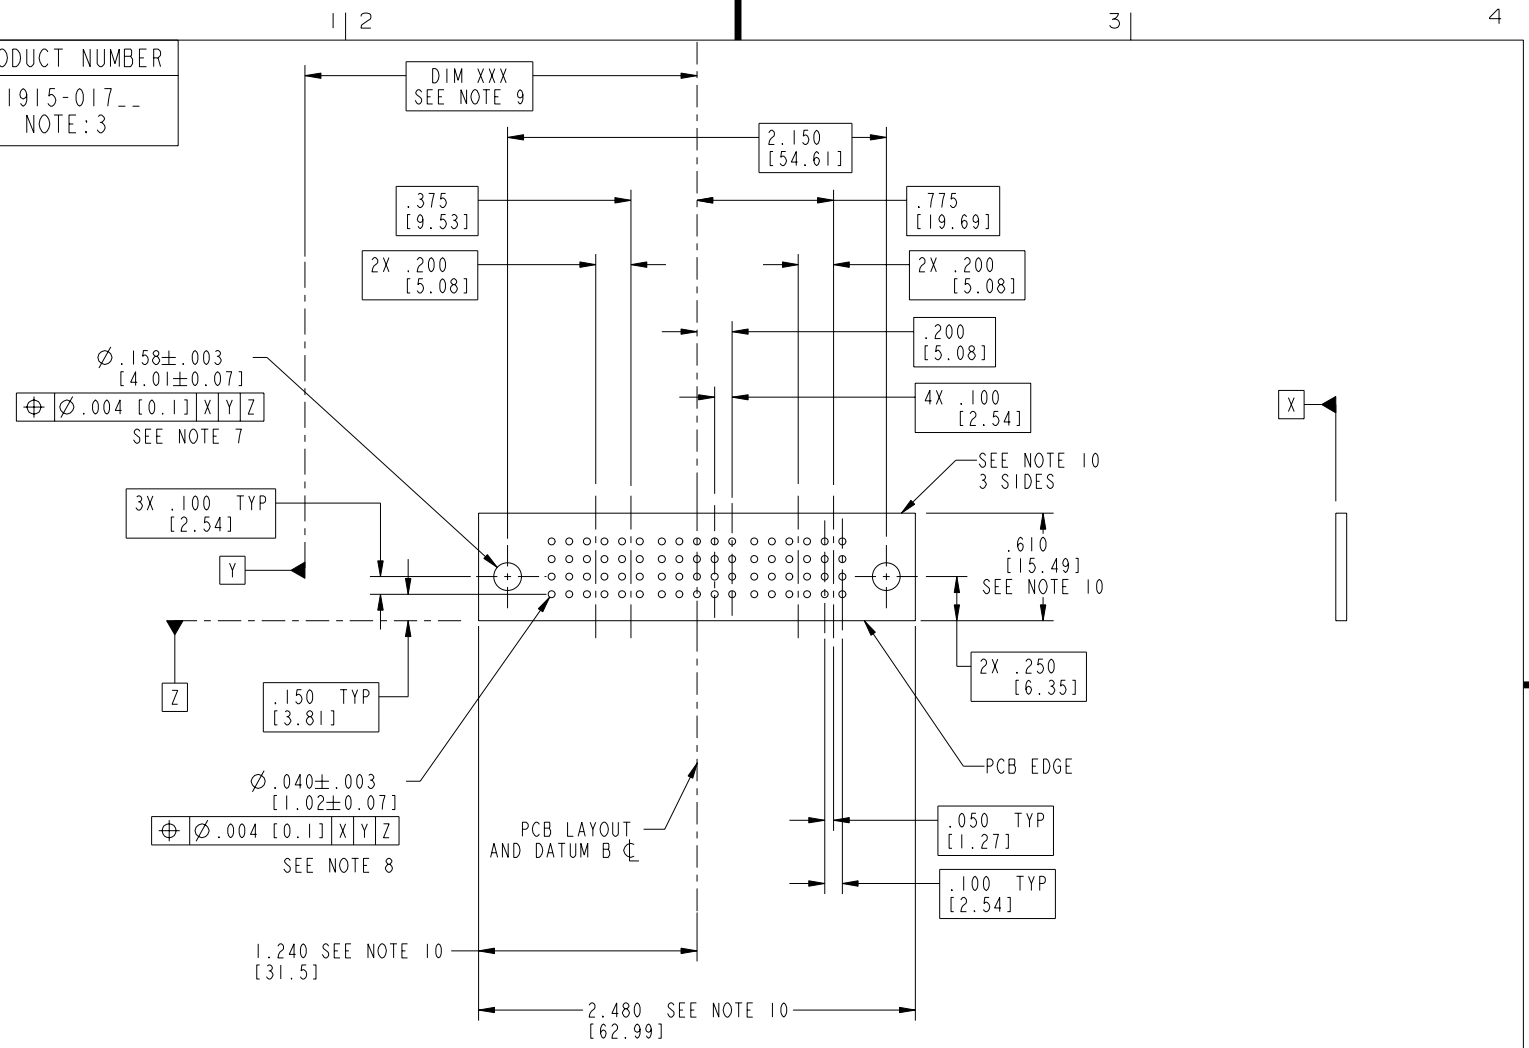 1 2
3
4
ODUCT NUMBER
1915-017__
NOTE:3
DIM XXX
SEE NOTE 9
2.150
[54.61]
.375
[9.53]
.775
[19.69]
2X .200
[5.08]
2X .200
[5.08]
.200
[5.08]
Ø.158±.003
[4.01±0.07]
⌖ Ø.004 [0.1] X Y Z
SEE NOTE 7
4X .100
[2.54]
X
SEE NOTE 10
3 SIDES
3X .100 TYP
[2.54]
Y
.610
[15.49]
SEE NOTE 10
Z
.150 TYP
[3.81]
2X .250
[6.35]
PCB EDGE
Ø.040±.003
[1.02±0.07]
⌖ Ø.004 [0.1] X Y Z
SEE NOTE 8
PCB LAYOUT
AND DATUM B ℄
.050 TYP
[1.27]
.100 TYP
[2.54]
1.240 SEE NOTE 10
[31.5]
2.480 SEE NOTE 10
[62.99]